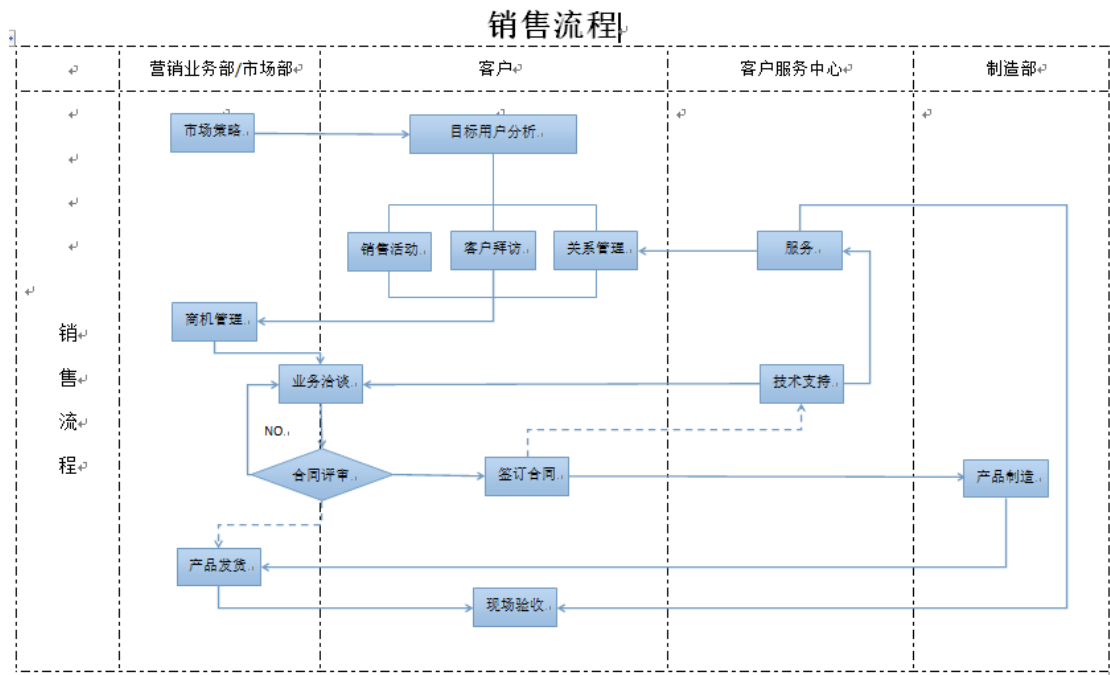 销售流程
营销业务部/市场部
客户
客户服务中心
制造部
市场策略
目标用户分析
销售活动
客户拜访
关系管理
服务
商机管理
销
售
流
程
业务洽谈
技术支持
NO.
合同评审
签订合同
产品制造
产品发货
现场验收